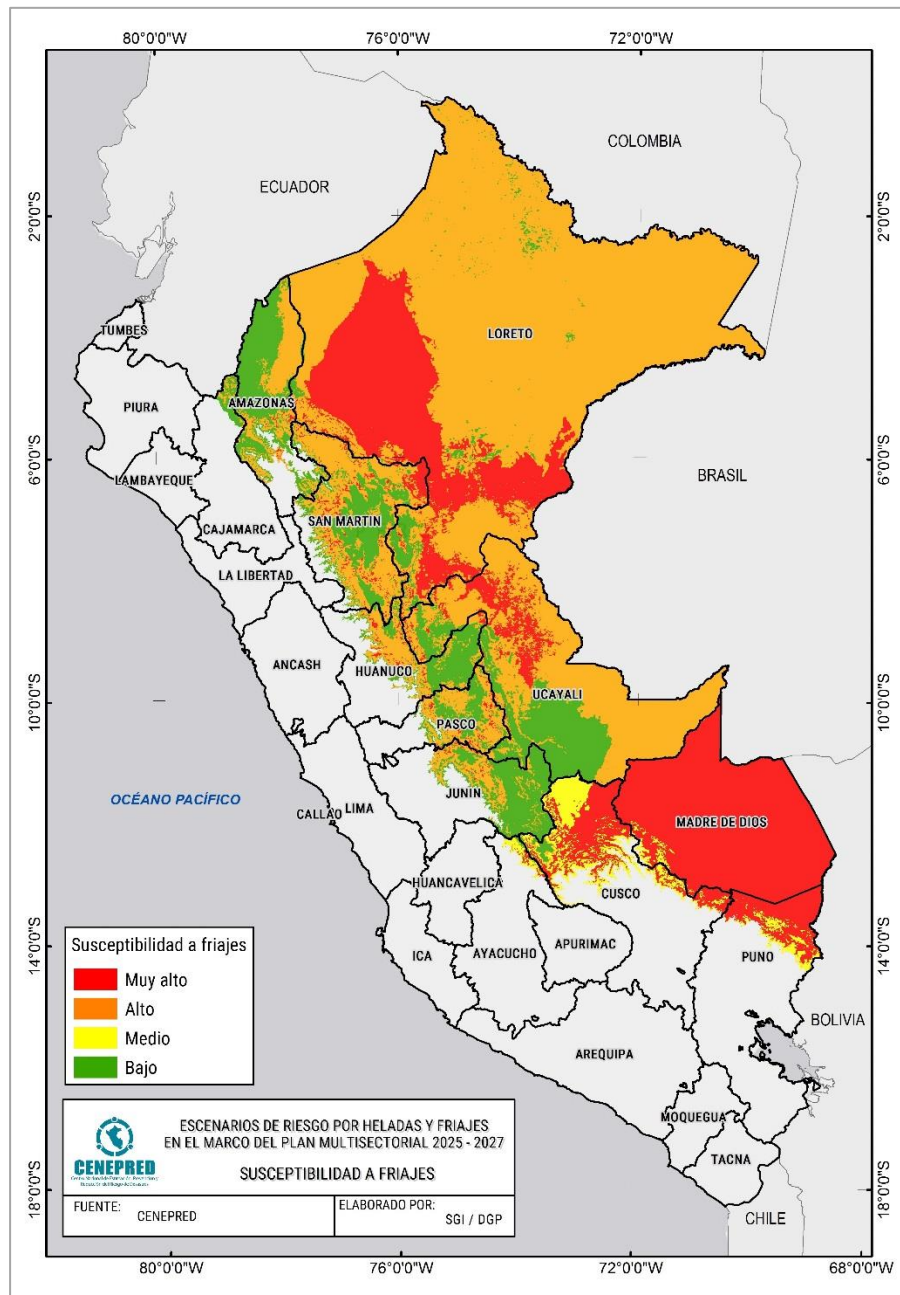 80°0'0"W
76°0'0"W
72°0'0"W
COLOMBIA
ECUADOR
2°0'0"S
2°0'0"S
LORETO
TUMBES
AMAZONAS
PIURA
6°0'0"S
6°0'0"S
BRASIL
LAMBAYEQUE
SAN MARTIN
CAJAMARCA
LA LIBERTAD
ANCASH
HUANUCO
UCAYALI
10°0'0"S
10°0'0"S
PASCO
JUNIN
OCÉANO PACÍFICO
CALLAO
LIMA
MADRE DE DIOS
HUANCAVELICA
CUSCO
14°0'0"S
14°0'0"S
ICA
AYACUCHO
APURIMAC
PUNO
BOLIVIA
AREQUIPA
MOQUEGUA
TACNA
18°0'0"S
18°0'0"S
CHILE
80°0'0"W
76°0'0"W
72°0'0"W
68°0'0"W
Susceptibilidad a friajes
Muy alto
Alto
Medio
Bajo
CENEPRED
ESCENARIOS DE RIESGO POR HELADAS Y FRIAJES
EN EL MARCO DEL PLAN MULTISECTORIAL 2025 - 2027
SUSCEPTIBILIDAD A FRIAJES
FUENTE:
CENEPRED
ELABORADO POR:
SGI / DGP